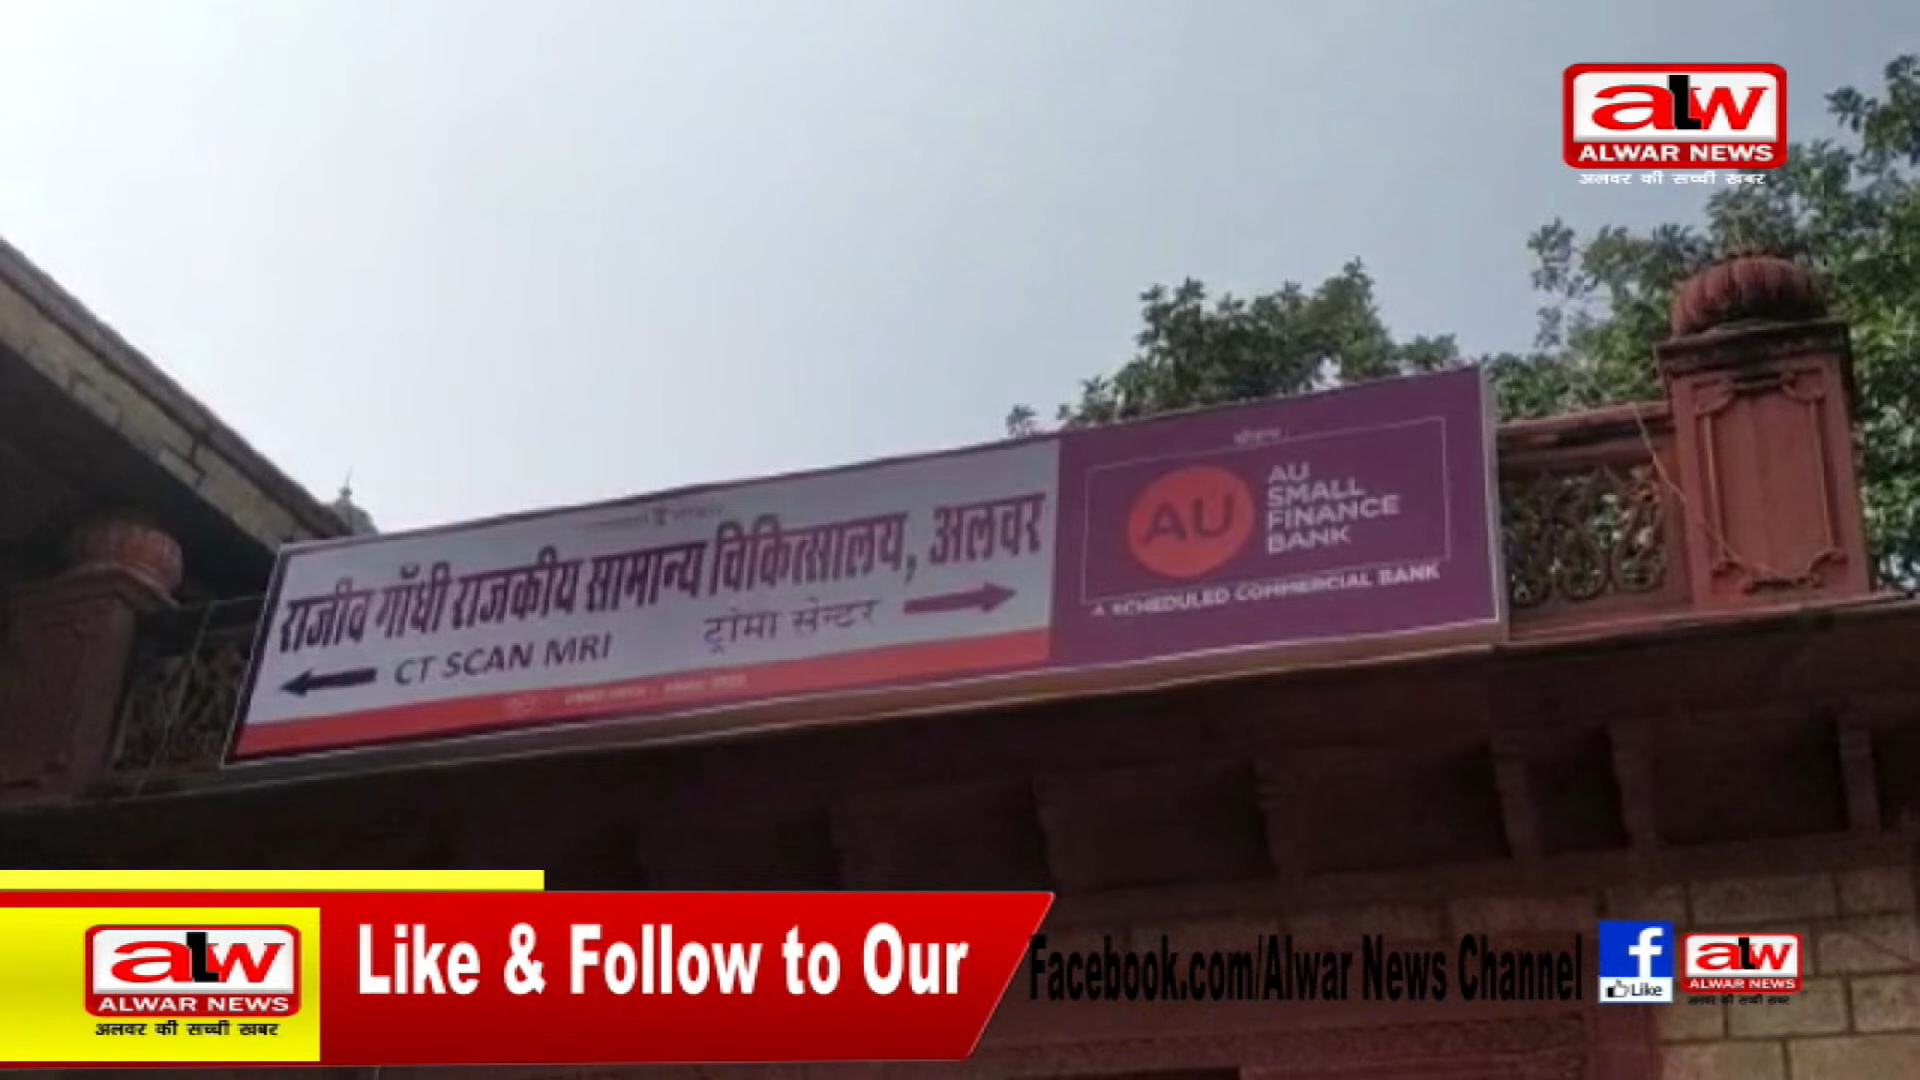 aLw
ALWAR NEWS
अलवर की सच्ची खबर
राजीव गाँधी राजकीय सामान्य चिकित्सालय, अलवर
CT SCAN MRI
ट्रोमा सेन्टर
AU
AU
SMALL
FINANCE
BANK
A SCHEDULED COMMERCIAL BANK
aLw
ALWAR NEWS
अलवर की सच्ची खबर
Like & Follow to Our
Facebook.com/Alwar News Channel
f
Like
aLw
ALWAR NEWS
अलवर की सच्ची खबर